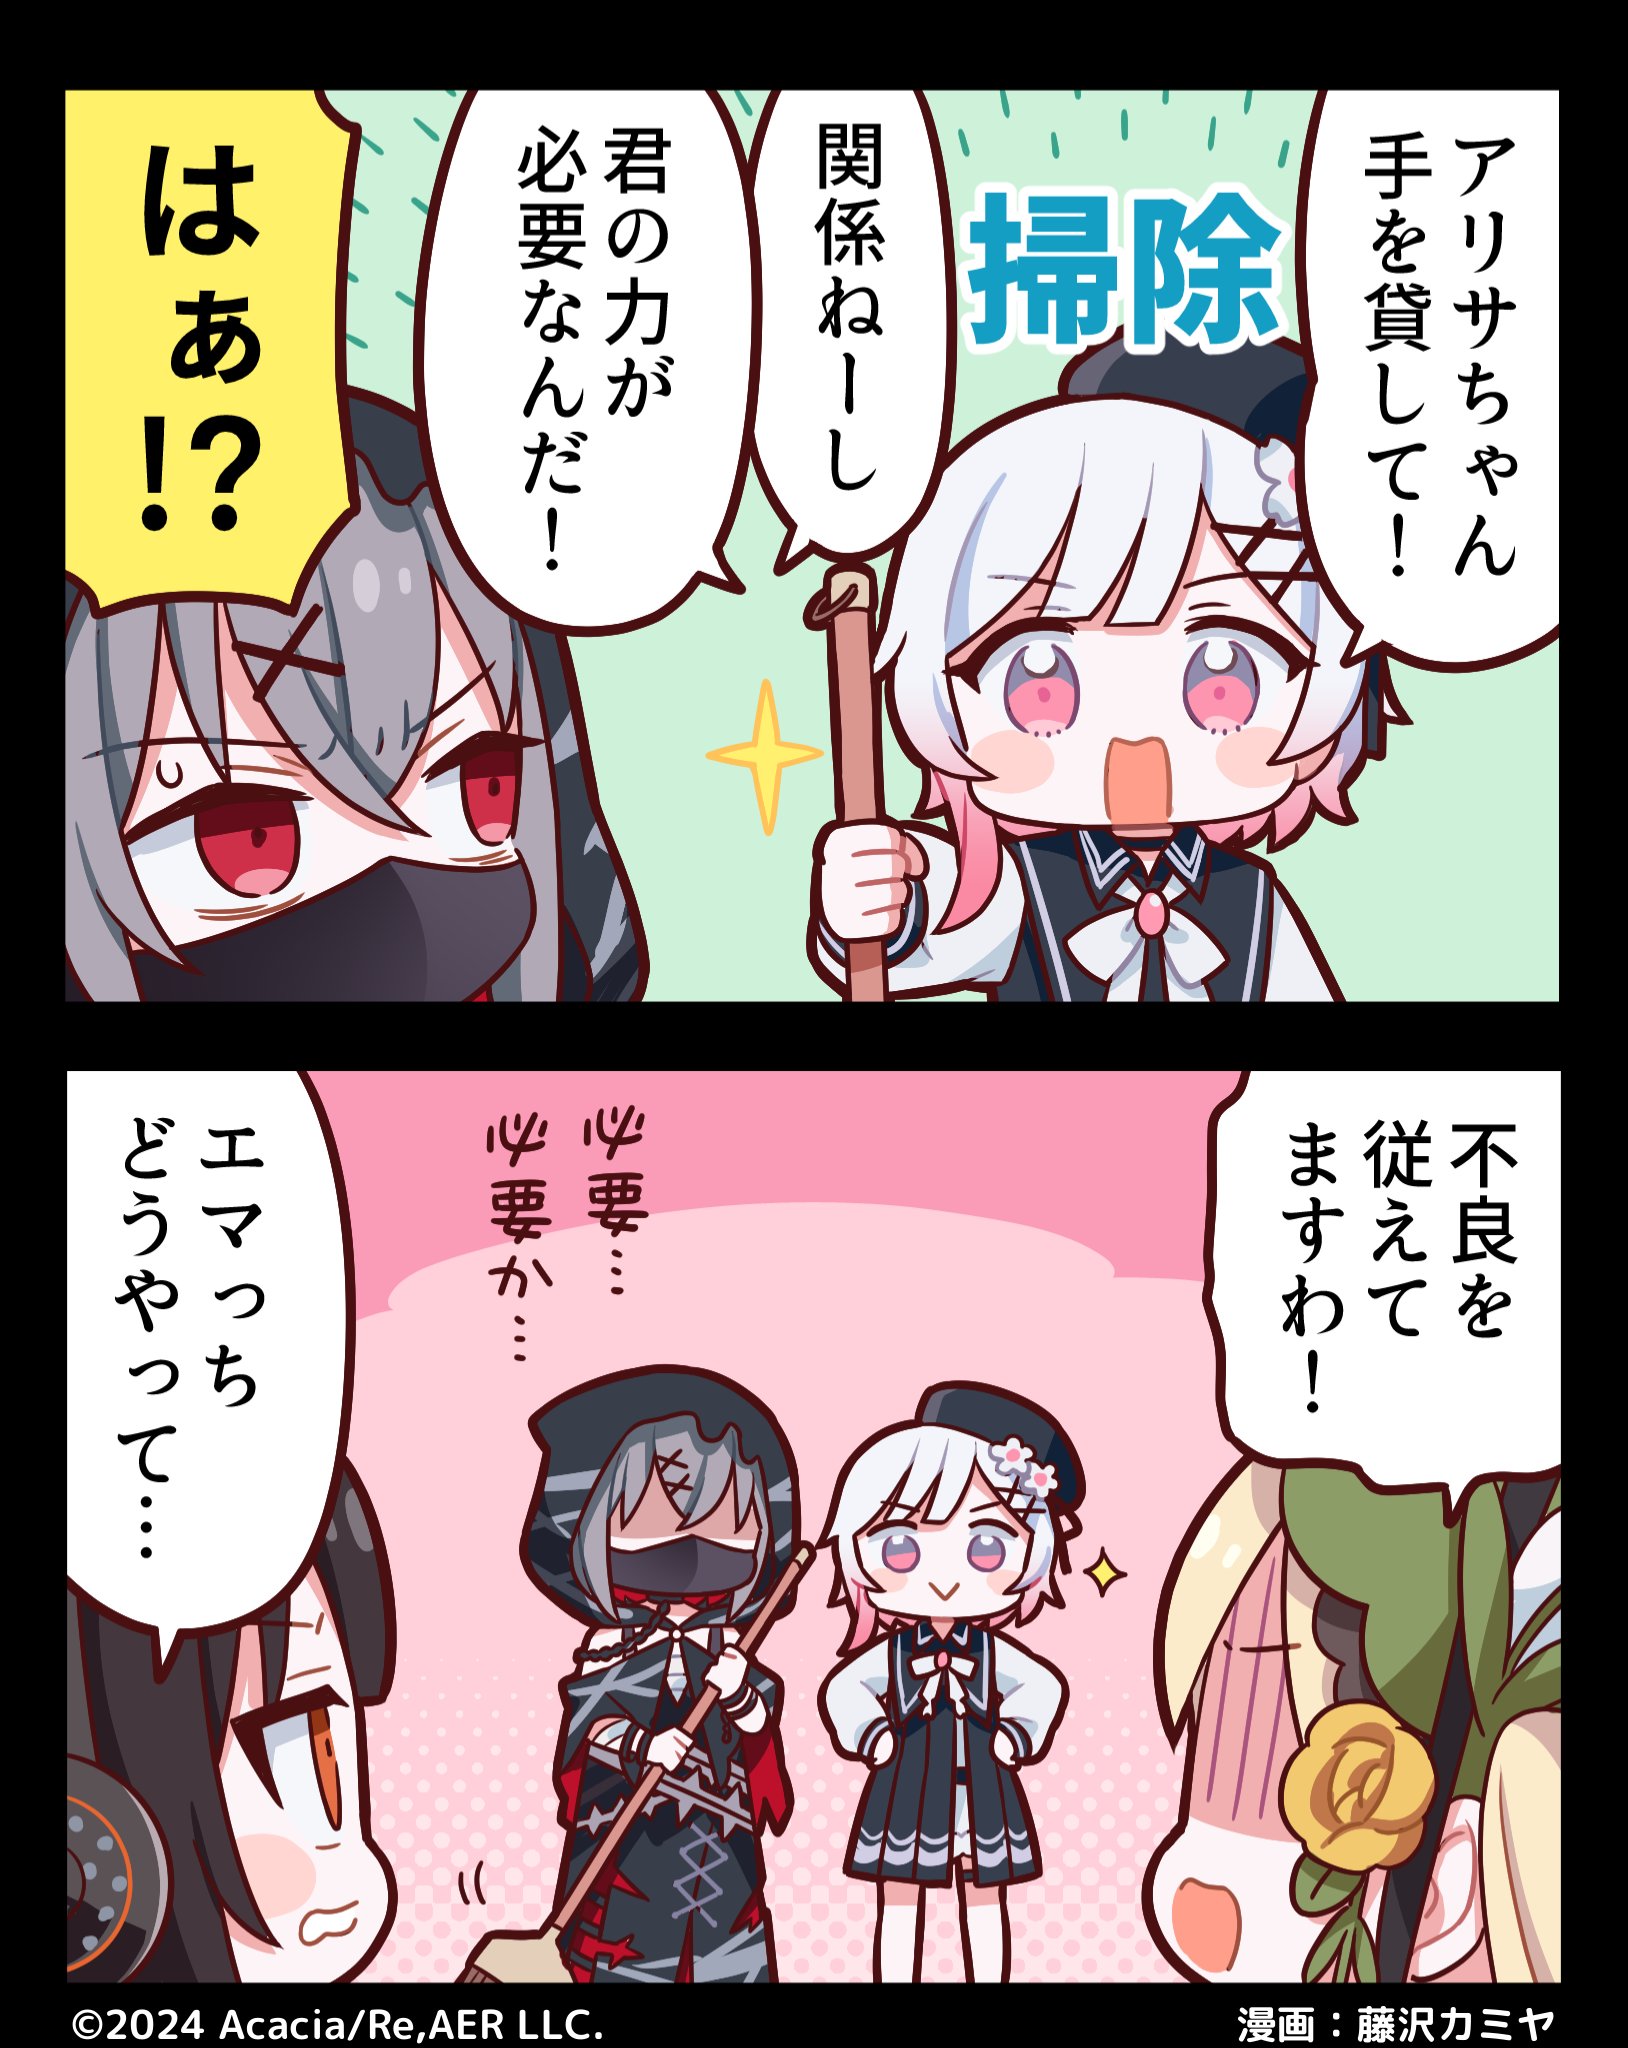 アリサちゃん
手を貸して！
掃除
関係ねーし
君の力が
必要なんだ！
はぁ!?
不良を
従えて
ますわ！
必要…
必要か…
エマっち
どうやって……
©2024 Acacia/Re,AER LLC.
漫画：藤沢カミヤ